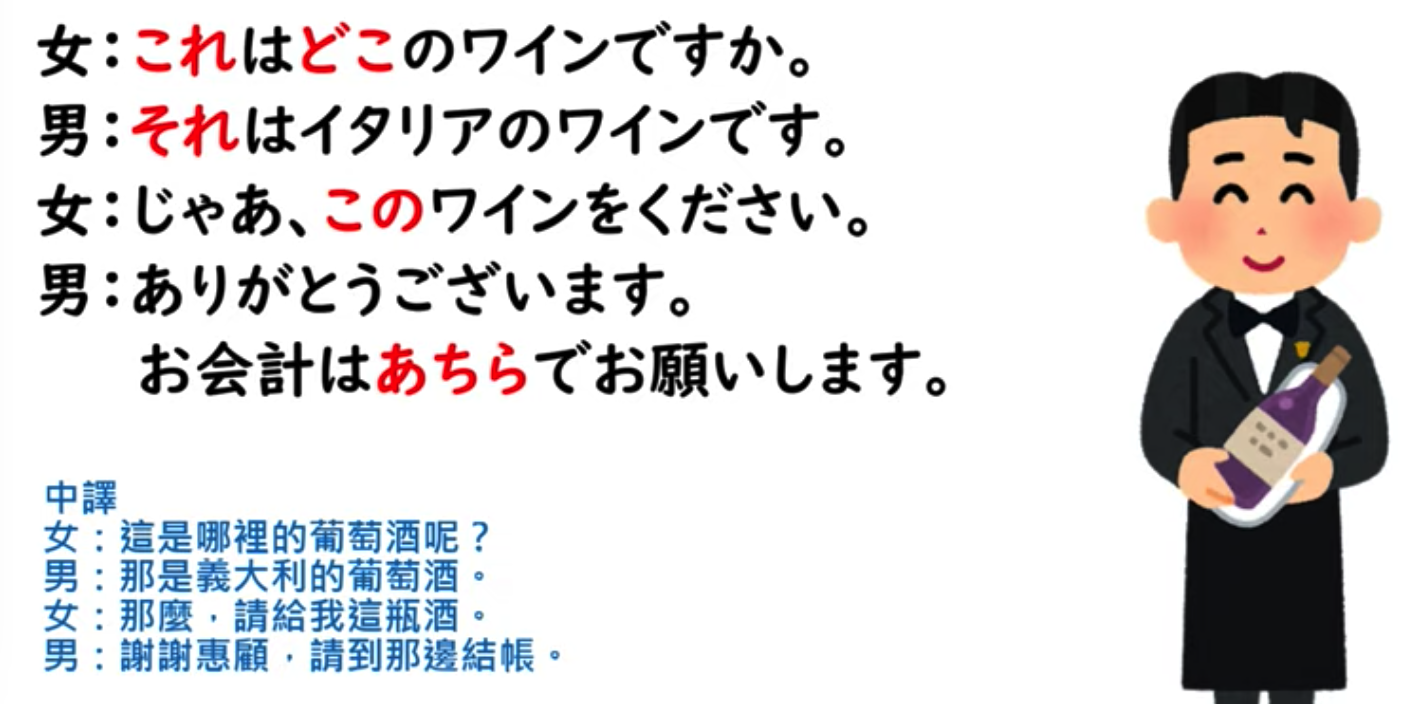 女：これはどこのワインですか。
男：それはイタリアのワインです。
女：じゃあ、このワインをください。
男：ありがとうございます。
お会計はあちらでお願いします。
中譯
女：這是哪裡的葡萄酒呢？
男：那是義大利的葡萄酒。
女：那麼，請給我這瓶酒。
男：謝謝惠顧，請到那邊結帳。